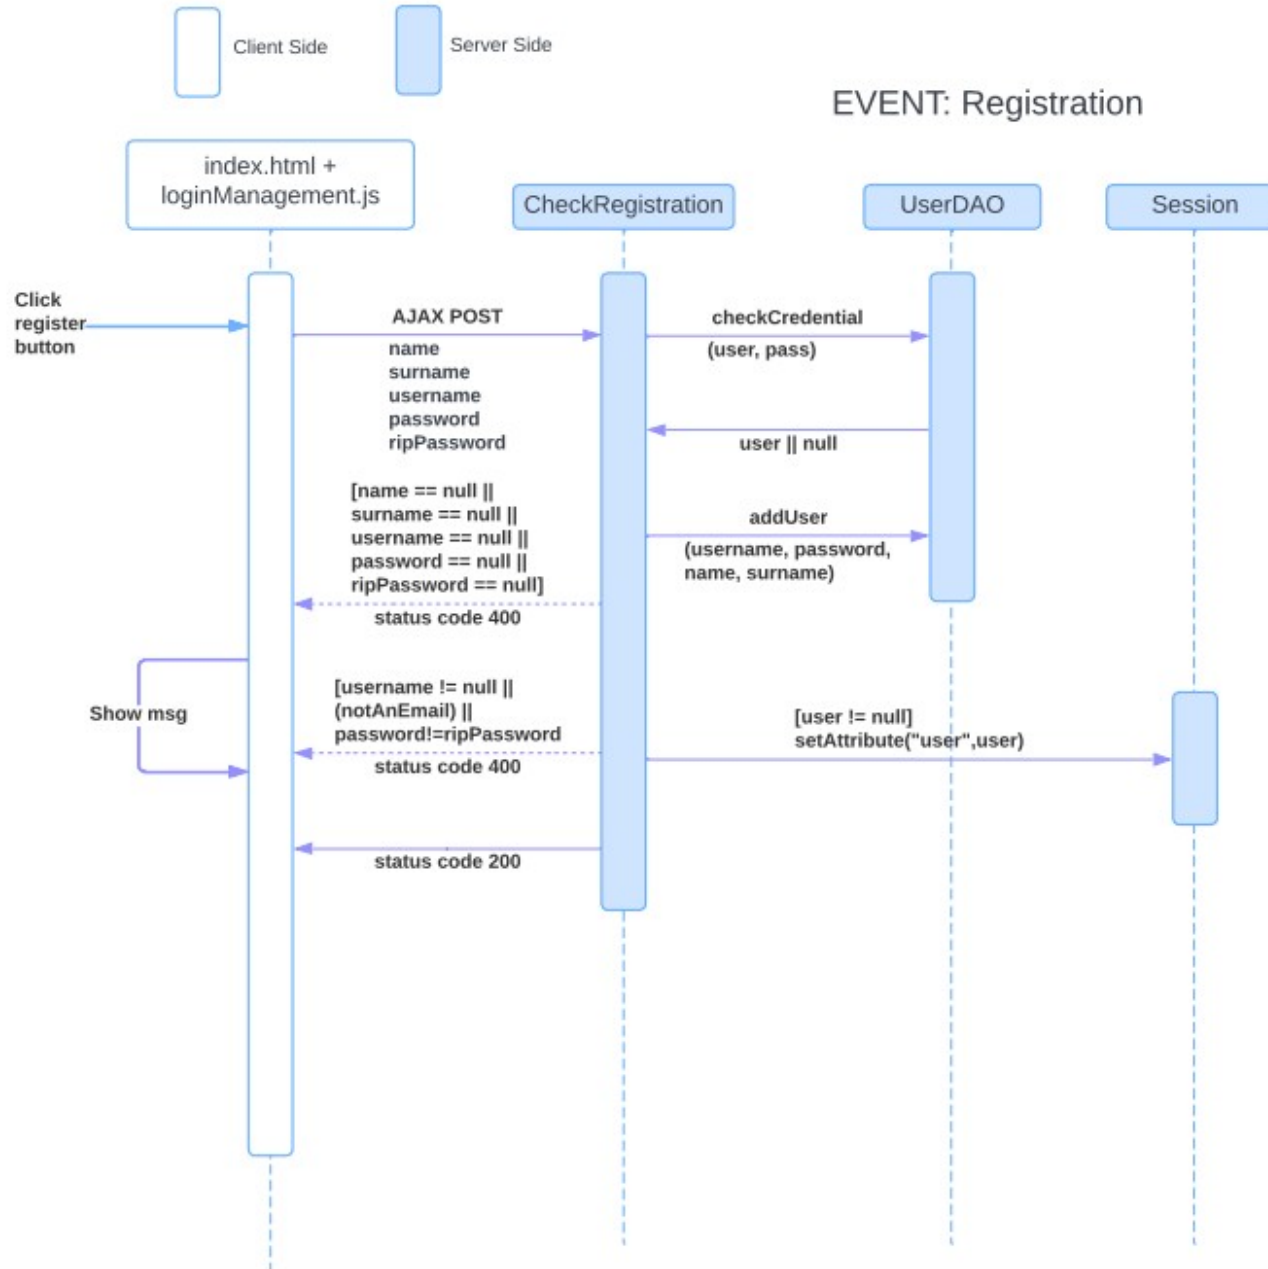 Client Side
Server Side
EVENT: Registration
index.html +
loginManagement.js
CheckRegistration
UserDAO
Session
Click
register
button
AJAX POST
name
surname
username
password
ripPassword
checkCredential
(user, pass)
user || null
[name == null ||
surname == null ||
username == null ||
password == null ||
ripPassword == null]
status code 400
addUser
(username, password,
name, surname)
Show msg
[username != null ||
(notAnEmail) ||
password!=ripPassword
status code 400
[user != null]
setAttribute("user",user)
status code 200